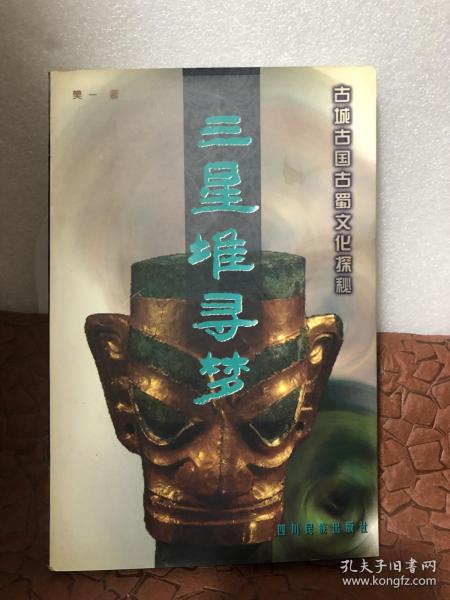 樊一 著
三星堆寻梦
古城古国古蜀文化探秘
四川民族出版社
孔夫子旧书网
www.kongfz.com